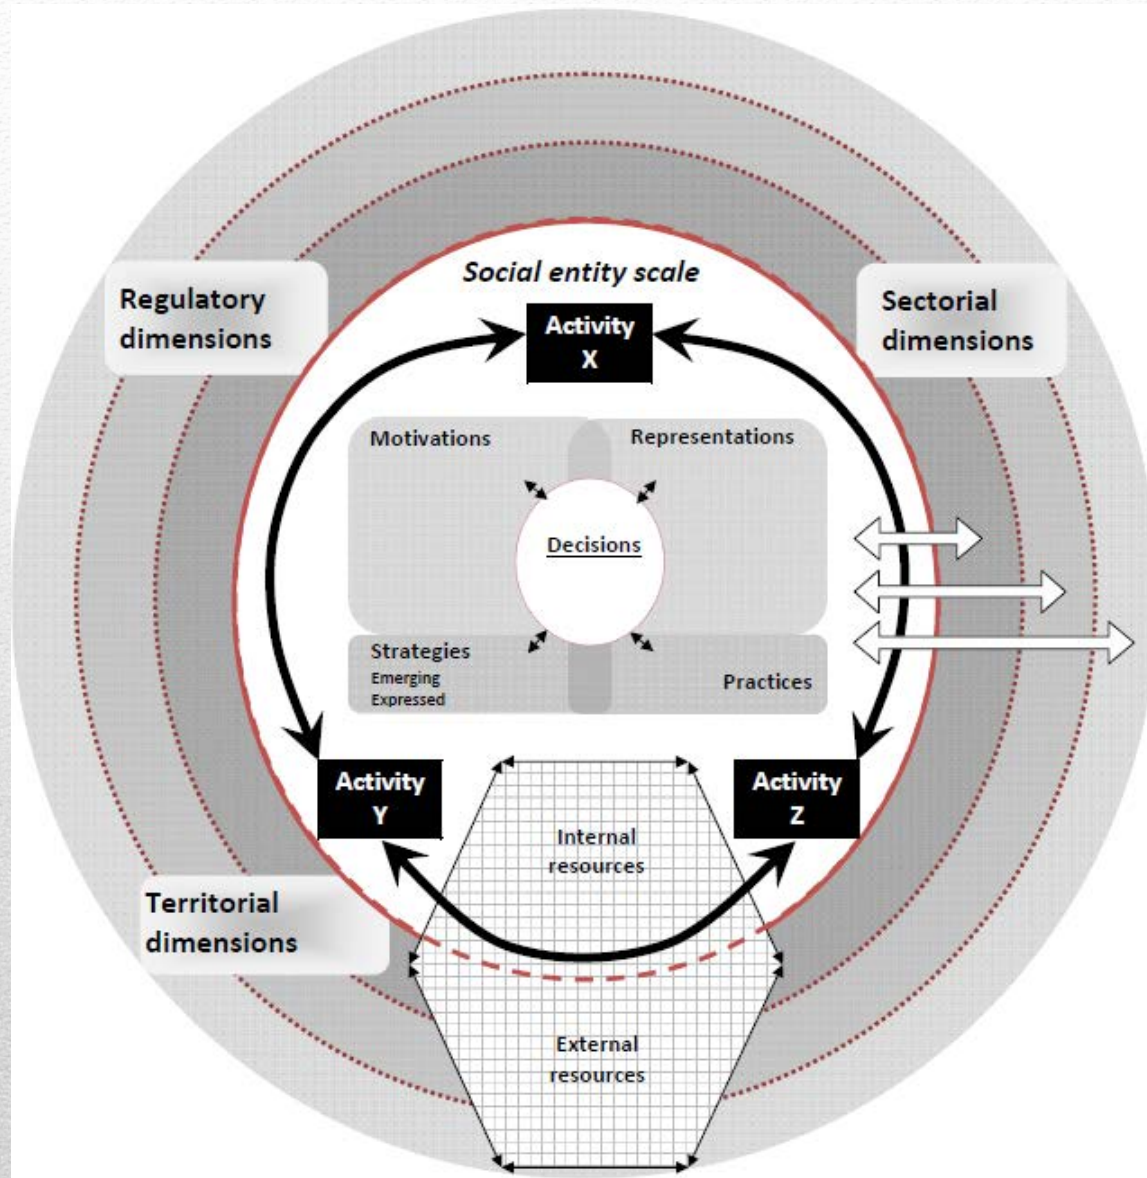 Social entity scale
Regulatory
dimensions
Sectorial
dimensions
Activity
X
Motivations
Representations
Decisions
Strategies
Emerging
Expressed
Practices
Activity
Y
Activity
Z
Internal
resources
Territorial
dimensions
External
resources